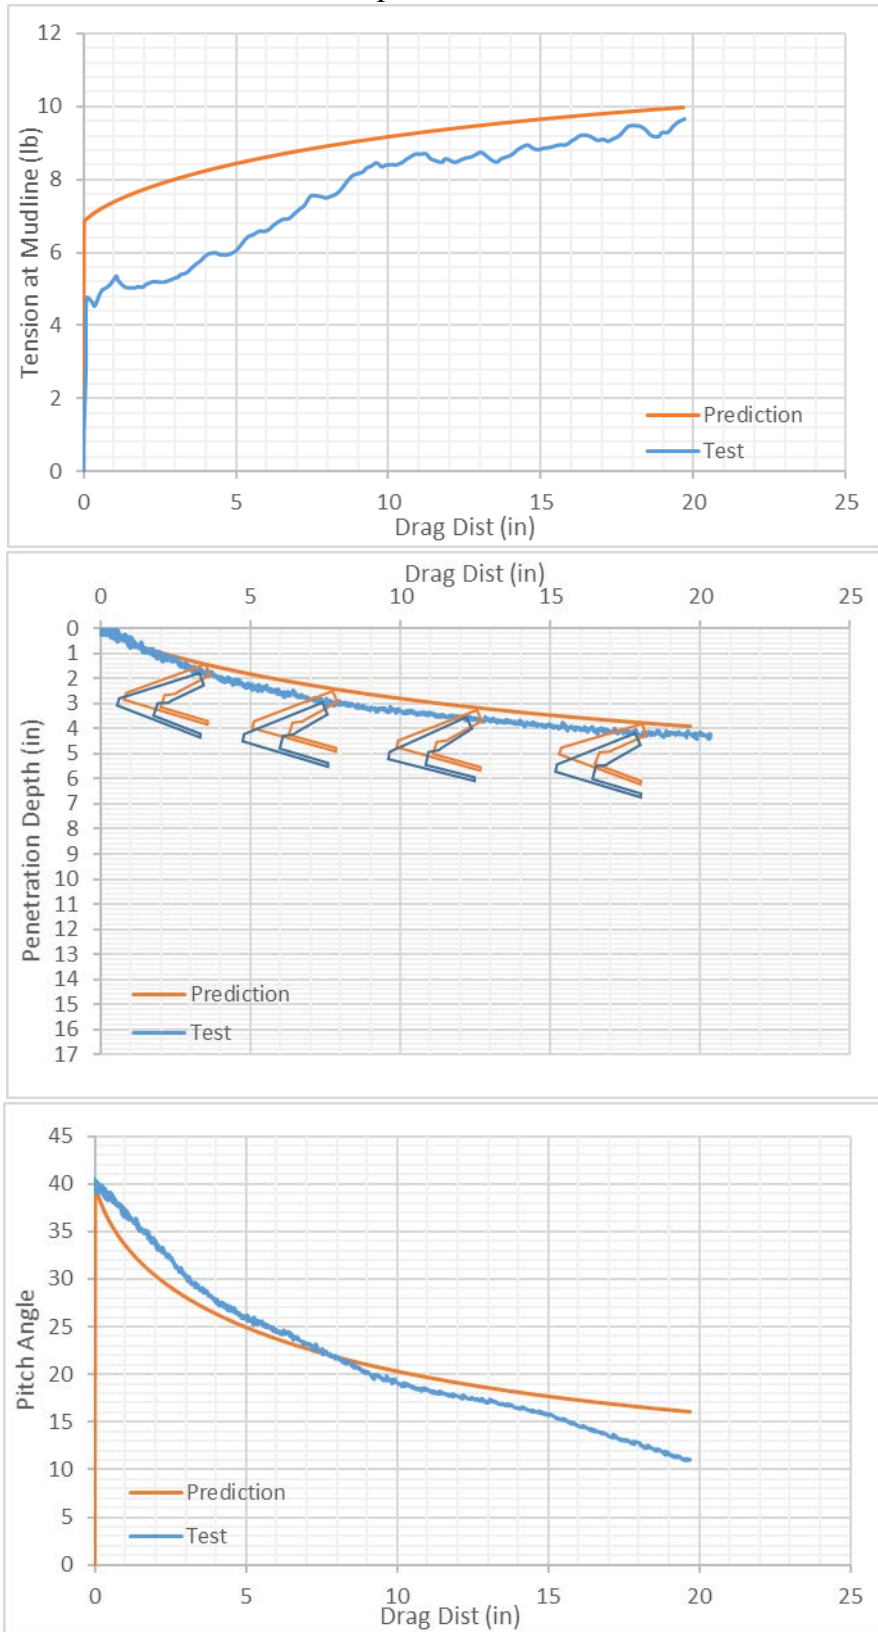 12
10
8
6
4
2
0
Tension at Mudline (lb)
Prediction
Test
0 5 10 15 20 25
Drag Dist (in)
Drag Dist (in)
0 5 10 15 20 25
0
1
2
3
4
5
6
7
8
9
10
11
12
13
14
15
16
17
Penetration Depth (in)
Prediction
Test
45
40
35
30
25
20
15
10
5
0
Pitch Angle
Prediction
Test
0 5 10 15 20 25
Drag Dist (in)